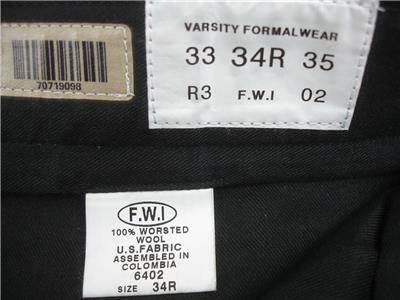 70719098
VARSITY FORMALWEAR
33 34R 35
R3 F.W.I 02
F.W.I
100% WORSTED
WOOL
U.S. FABRIC
ASSEMBLED IN
COLOMBIA
6402
SIZE 34R